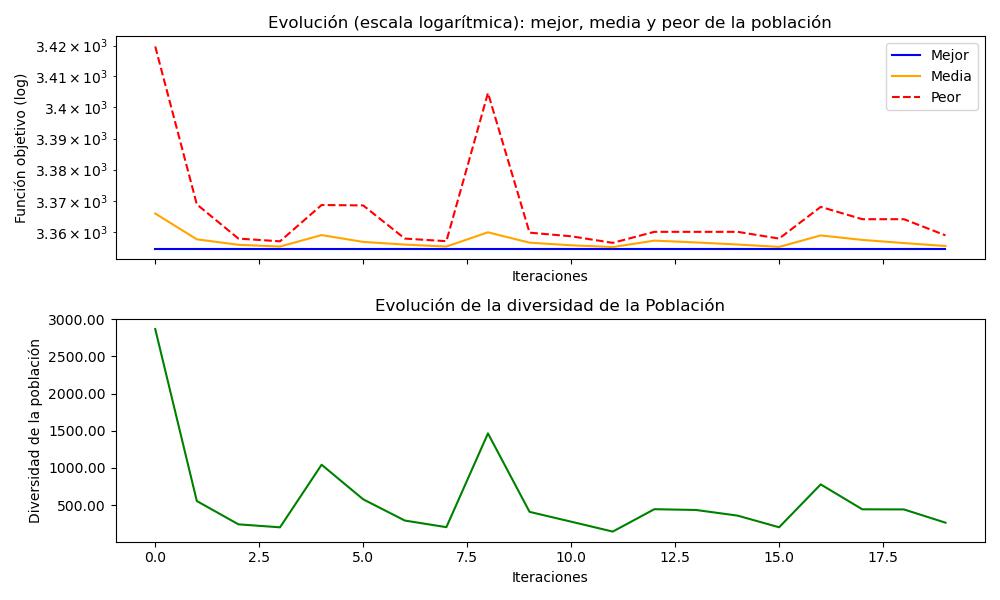 Evolución (escala logarítmica): mejor, media y peor de la población
Función objetivo (log)
3.42 × 10³
3.41 × 10³
3.4 × 10³
3.39 × 10³
3.38 × 10³
3.37 × 10³
3.36 × 10³
Mejor
Media
Peor
Iteraciones
Evolución de la diversidad de la Población
Diversidad de la población
3000.00
2500.00
2000.00
1500.00
1000.00
500.00
0.0 2.5 5.0 7.5 10.0 12.5 15.0 17.5
Iteraciones